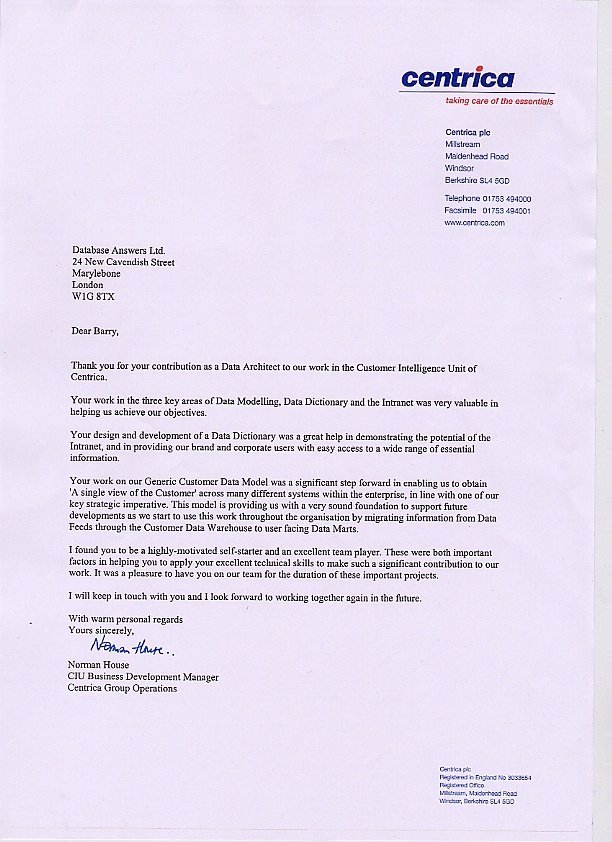 centrica
taking care of the essentials
Centrica plc
Millstream
Maidenhead Road
Windsor
Berkshire SL4 5GD
Telephone 01753 494000
Facsimile 01753 494001
www.centrica.com
Database Answers Ltd.
24 New Cavendish Street
Marylebone
London
W1G 8TX
Dear Barry,
Thank you for your contribution as a Data Architect to our work in the Customer Intelligence Unit of
Centrica.
Your work in the three key areas of Data Modelling, Data Dictionary and the Intranet was very valuable in
helping us achieve our objectives.
Your design and development of a Data Dictionary was a great help in demonstrating the potential of the
Intranet, and in providing our brand and corporate users with easy access to a wide range of essential
information.
Your work on our Generic Customer Data Model was a significant step forward in enabling us to obtain
'A single view of the Customer' across many different systems within the enterprise, in line with one of our
key strategic imperative. This model is providing us with a very sound foundation to support future
developments as we start to use this work throughout the organisation by migrating information from Data
Feeds through the Customer Data Warehouse to user facing Data Marts.
I found you to be a highly-motivated self-starter and an excellent team player. These were both important
factors in helping you to apply your excellent technical skills to make such a significant contribution to our
work. It was a pleasure to have you on our team for the duration of these important projects.
I will keep in touch with you and I look forward to working together again in the future.
With warm personal regards
Yours sincerely,
Norman House..
Norman House
CIU Business Development Manager
Centrica Group Operations
Centrica plc
Registered in England No 3033654
Registered Office
Millstream, Maidenhead Road
Windsor, Berkshire SL4 5GD